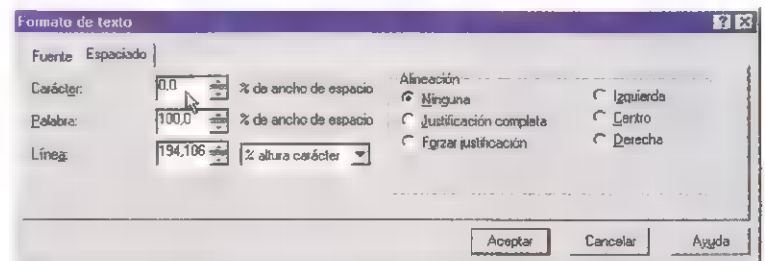 Formato de texto
Fuente Espaciado
Carácter: 0,0 % de ancho de espacio
Palabra: 100,0 % de ancho de espacio
Línea: 194,106 % altura carácter
Alineación
Ninguna Izquierda
Justificación completa Centro
Forzar justificación Derecha
Aceptar Cancelar Ayuda